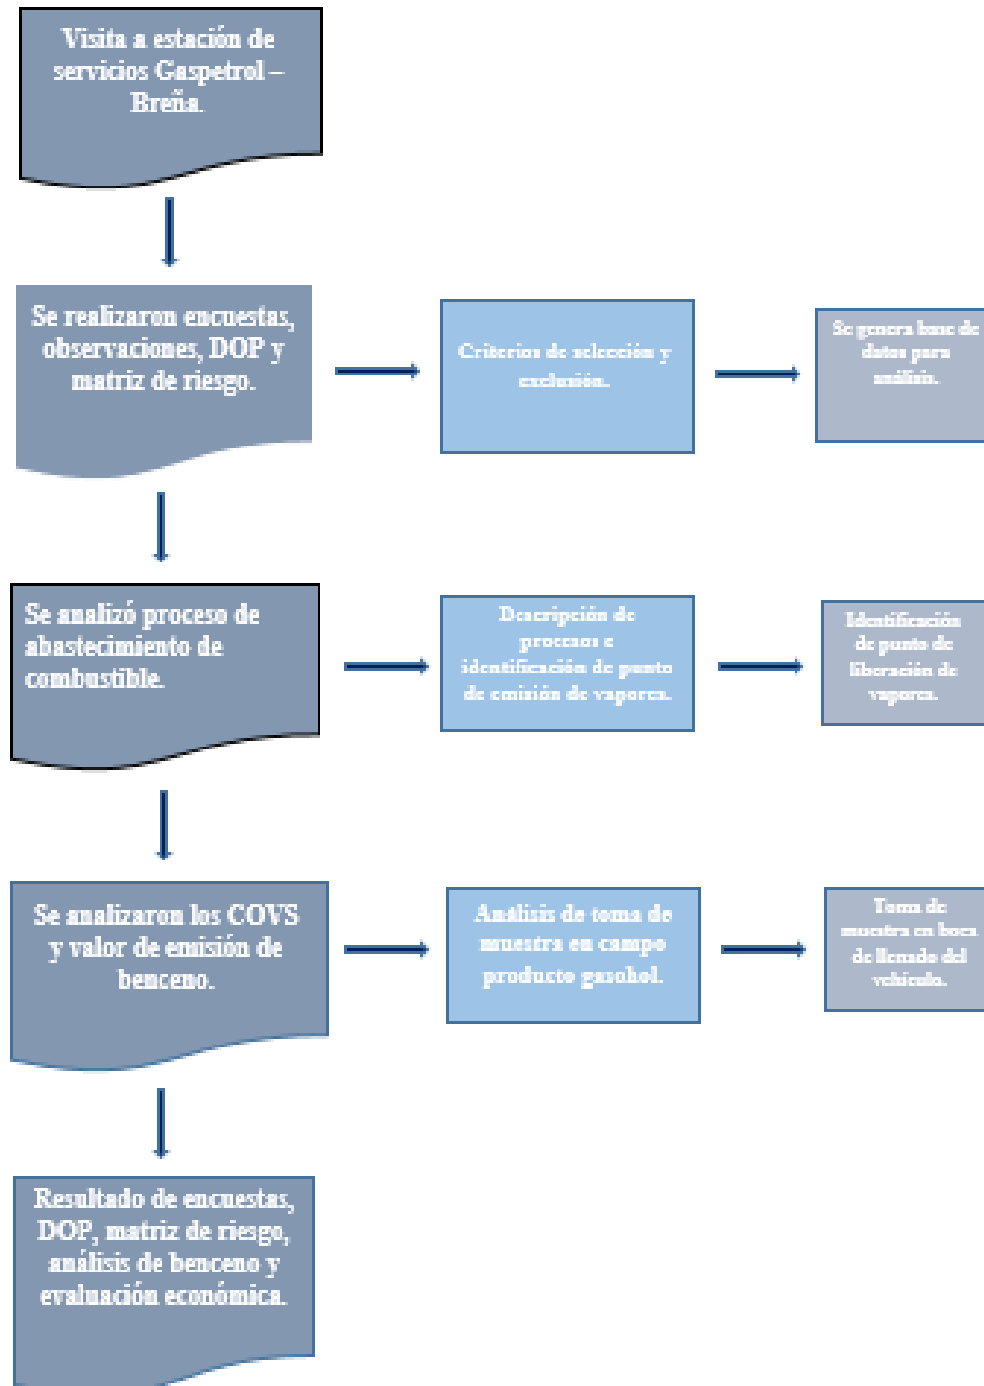 Visita a estación de
servicios Gaspetrol –
Breña.
Se realizaron encuestas,
observaciones, DOP y
matriz de riesgo.
Criterios de selección y
exclusión.
Se genera base de
datos para
análisis.
Se analizó proceso de
abastecimiento de
combustible.
Descripción de
procesos e
identificación de punto
de emisión de vapores.
Identificación
de punto de
liberación de
vapores.
Se analizaron los COVS
y valor de emisión de
benceno.
Análisis de toma de
muestra en campo
producto gasohol.
Toma de
muestra en boca
de llenado del
vehículo.
Resultado de encuestas,
DOP, matriz de riesgo,
análisis de benceno y
evaluación económica.